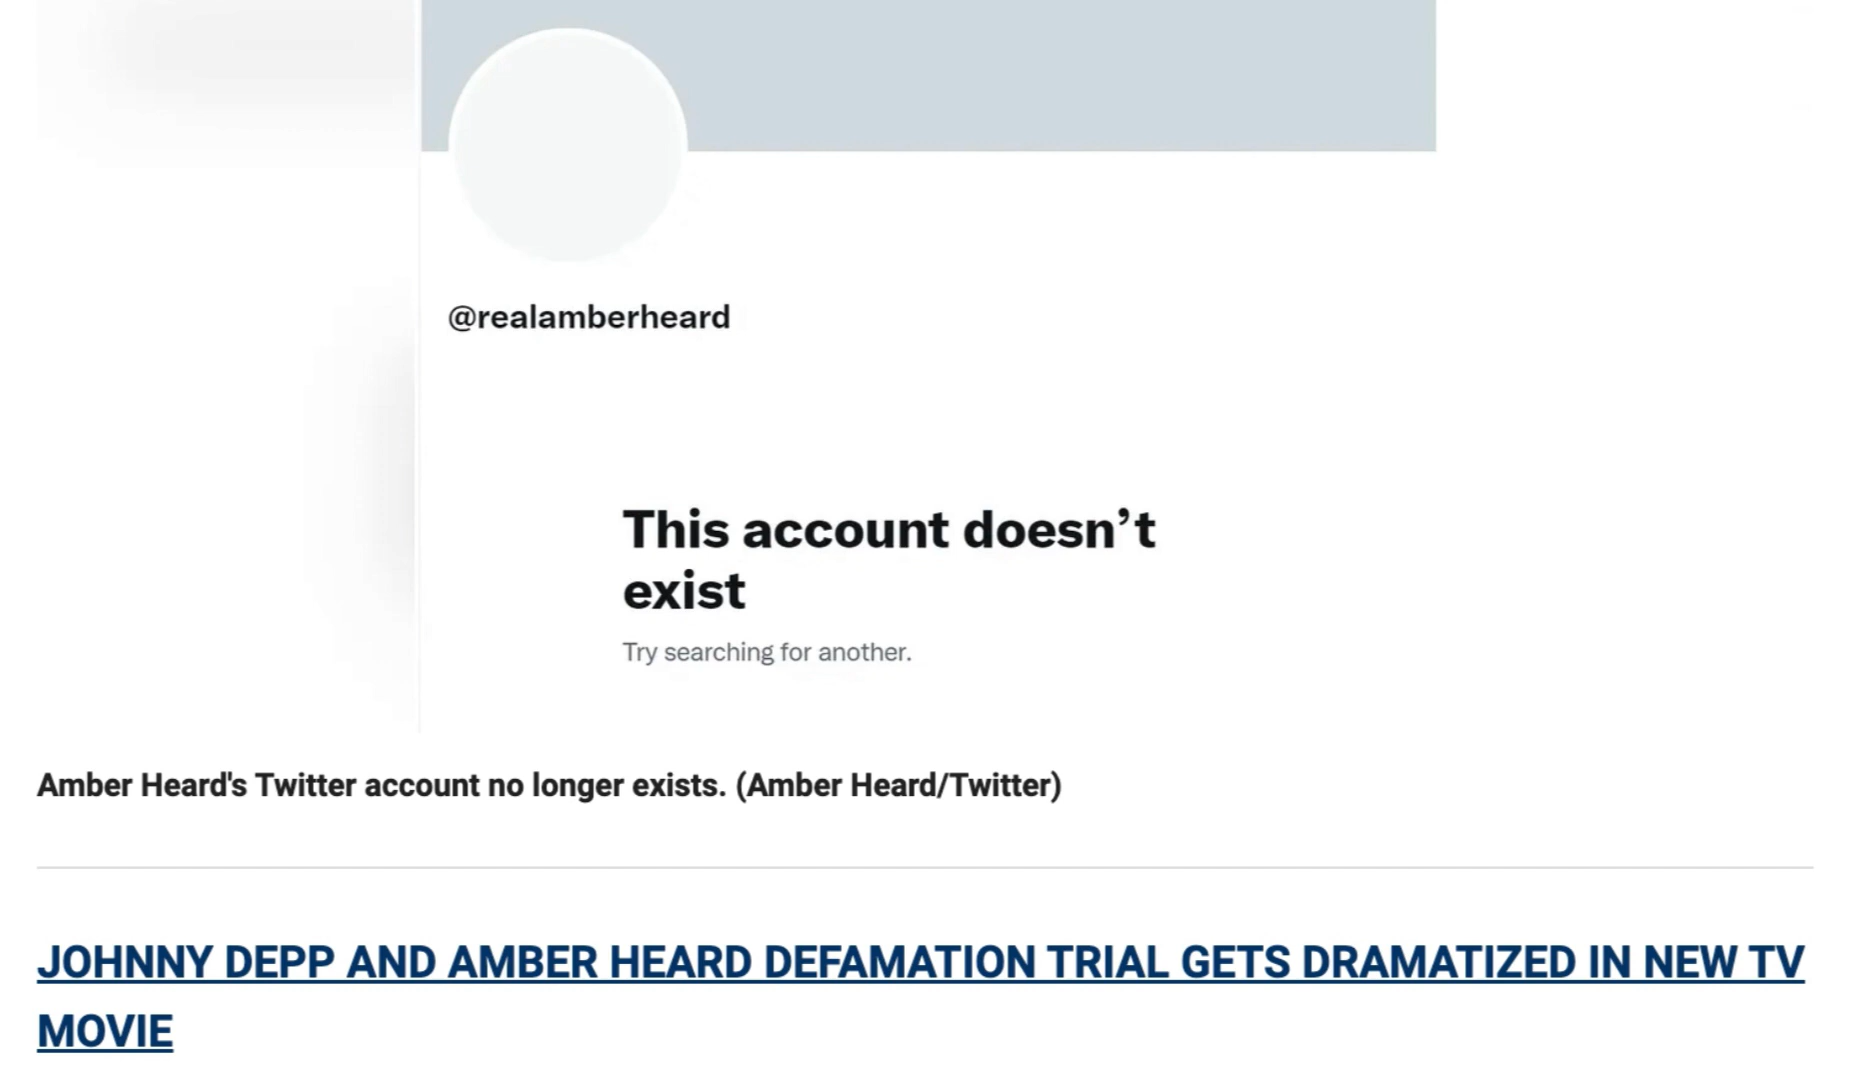 @realamberheard
This account doesn’t
exist
Try searching for another.
Amber Heard's Twitter account no longer exists. (Amber Heard/Twitter)
JOHNNY DEPP AND AMBER HEARD DEFAMATION TRIAL GETS DRAMATIZED IN NEW TV
MOVIE